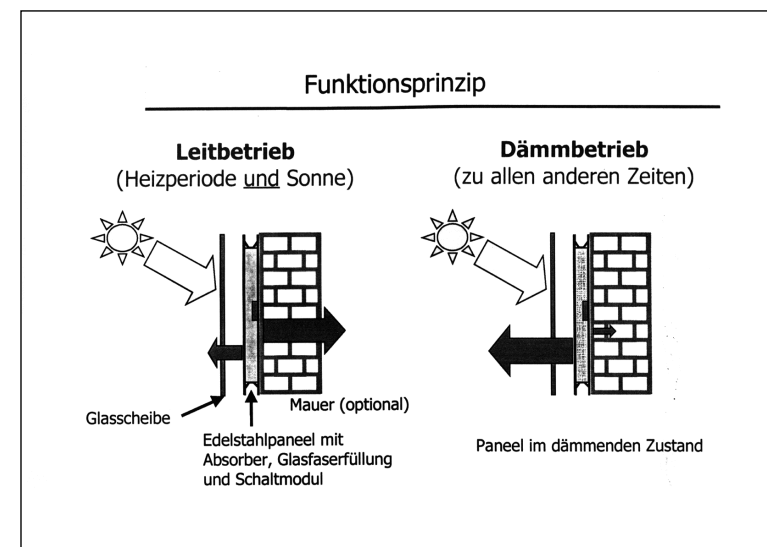 Funktionsprinzip
Leitbetrieb
(Heizperiode und Sonne)
Dämmbetrieb
(zu allen anderen Zeiten)
Glasscheibe
Mauer (optional)
Edelstahlpaneel mit
Absorber, Glasfaserfüllung
und Schaltmodul
Paneel im dämmenden Zustand